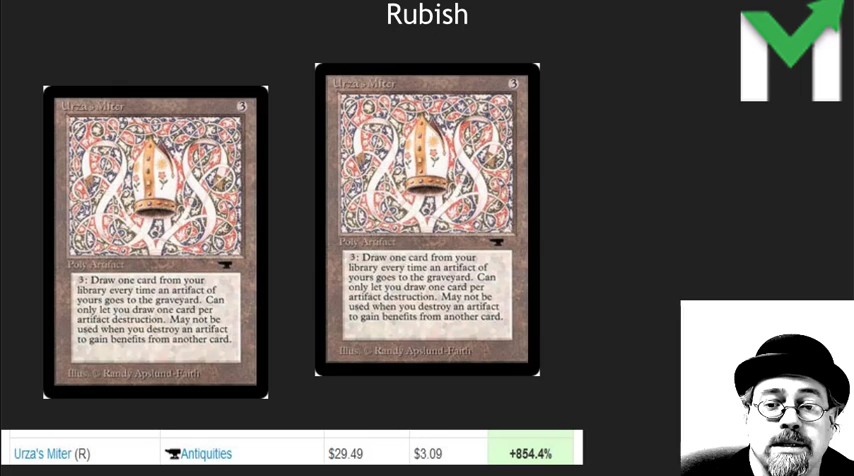 Rubish
Urza's Miter 3
Poly Artifact
3: Draw one card from your
library every time an artifact of
yours goes to the graveyard. Can
only let you draw one card per
artifact destruction. May not be
used when you destroy an artifact
to gain benefits from another card.
Illus. © Randy Asplund-Faith
Urza's Miter 3
Poly Artifact
3: Draw one card from your
library every time an artifact of
yours goes to the graveyard. Can
only let you draw one card per
artifact destruction. May not be
used when you destroy an artifact
to gain benefits from another card.
Illus. © Randy Asplund-Faith
M
Urza's Miter (R) Antiquities $29.49 $3.09 +854.4%